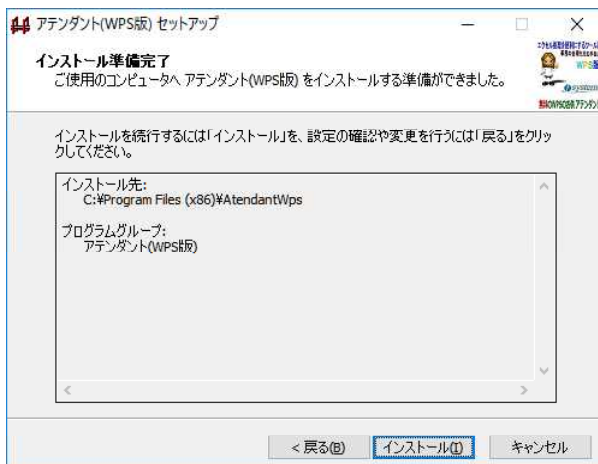 アテンダント(WPS版) セットアップ
インストール準備完了
ご使用のコンピュータへ アテンダント(WPS版) をインストールする準備ができました。
WPS版
インストールを続行するには「インストール」を、設定の確認や変更を行うには「戻る」をクリッ
クしてください。
インストール先:
C:¥Program Files (x86)¥AtendantWps
プログラムグループ:
アテンダント(WPS版)
< 戻る(B)
インストール(I)
キャンセル